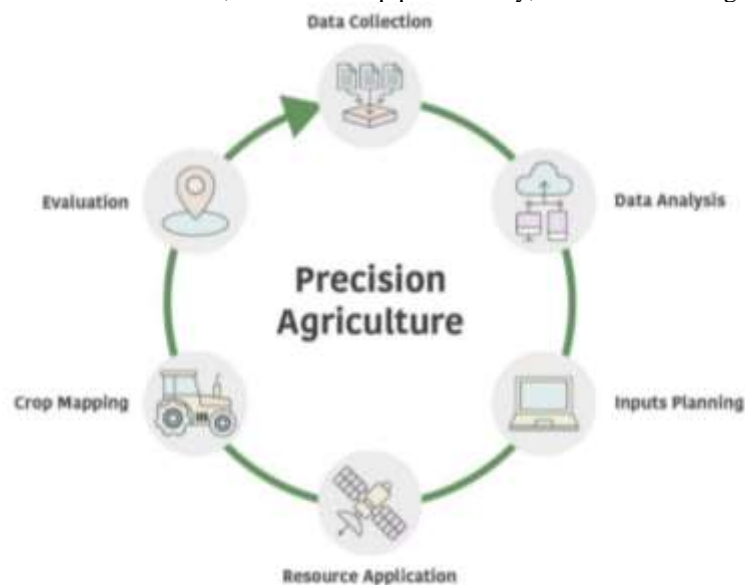 Data Collection
Data Analysis
Inputs Planning
Resource Application
Crop Mapping
Evaluation
Precision
Agriculture